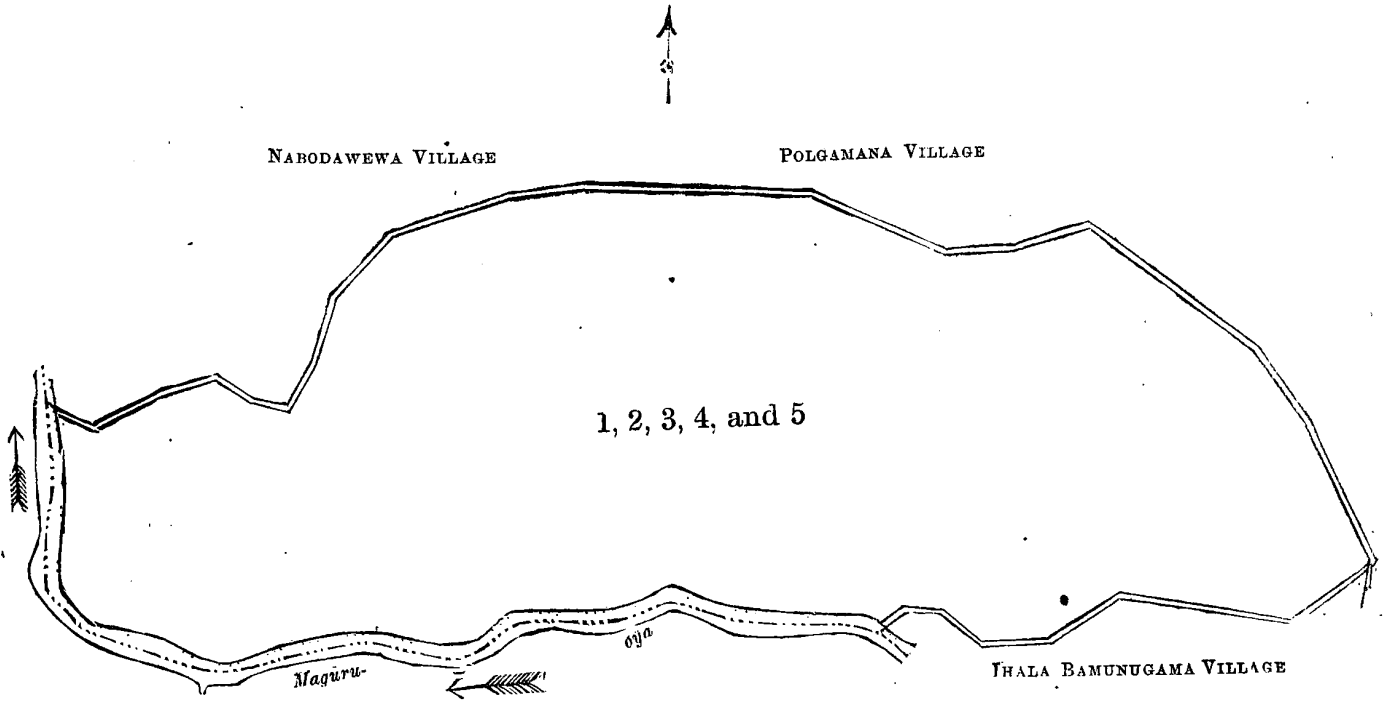 NABODAWEWA VILLAGE
POLGAMANA VILLAGE
1, 2, 3, 4, and 5
Maguru-
oya
IHALA BAMUNUGAMA VILLAGE